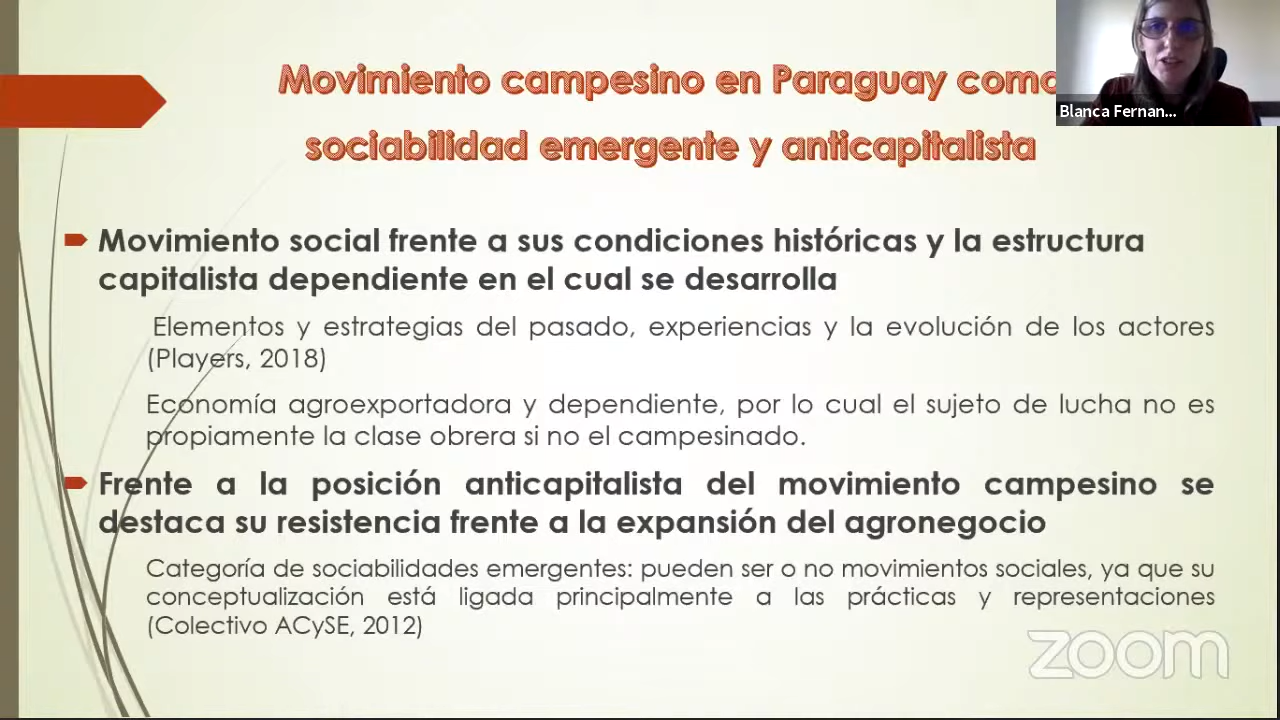 Movimiento campesino en Paraguay como
sociabilidad emergente y anticapitalista
Blanca Fernan...
Movimiento social frente a sus condiciones históricas y la estructura
capitalista dependiente en el cual se desarrolla
Elementos y estrategias del pasado, experiencias y la evolución de los actores
(Players, 2018)
Economía agroexportadora y dependiente, por lo cual el sujeto de lucha no es
propiamente la clase obrera si no el campesinado.
Frente a la posición anticapitalista del movimiento campesino se
destaca su resistencia frente a la expansión del agronegocio
Categoría de sociabilidades emergentes: pueden ser o no movimientos sociales, ya que su
conceptualización está ligada principalmente a las prácticas y representaciones
(Colectivo ACySE, 2012)
zoom